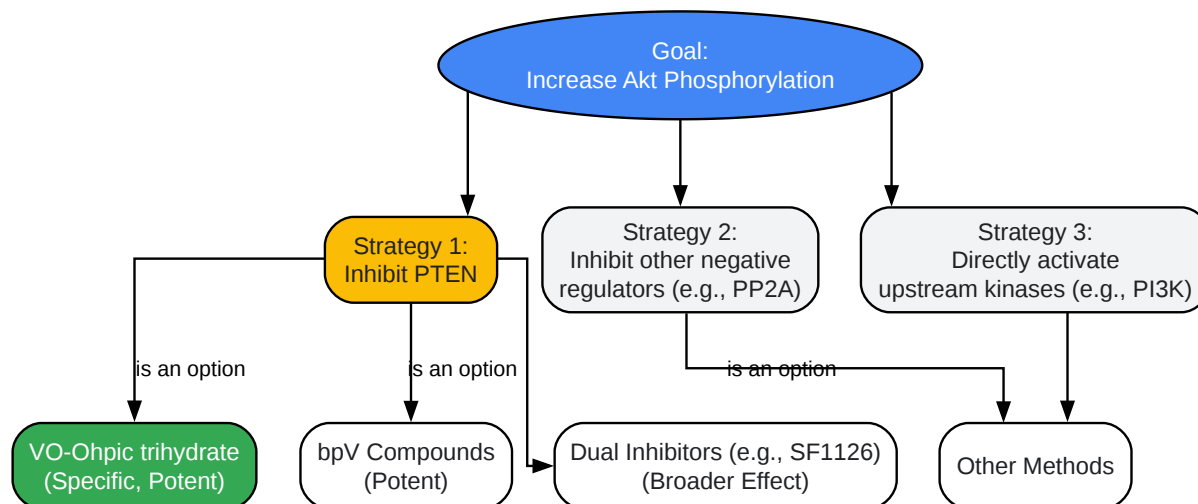 Goal:
Increase Akt Phosphorylation
Strategy 1:
Inhibit PTEN
Strategy 2:
Inhibit other negative
regulators (e.g., PP2A)
Strategy 3:
Directly activate
upstream kinases (e.g., PI3K)
is an option
is an option
is an option
VO-Ohpic trihydrate
(Specific, Potent)
bpV Compounds
(Potent)
Dual Inhibitors (e.g., SF1126)
(Broader Effect)
Other Methods